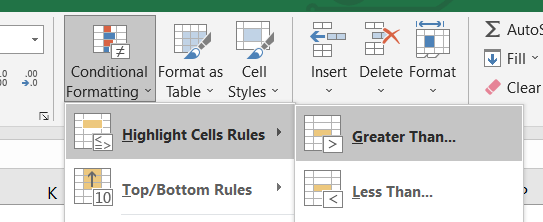 .00
.0 .00
→.0
Conditional
Formatting
Format as
Table
Cell
Styles
Insert
Delete
Format
Σ AutoS
Fill
Clear
Highlight Cells Rules
Greater Than...
Top/Bottom Rules
10
Less Than...
K